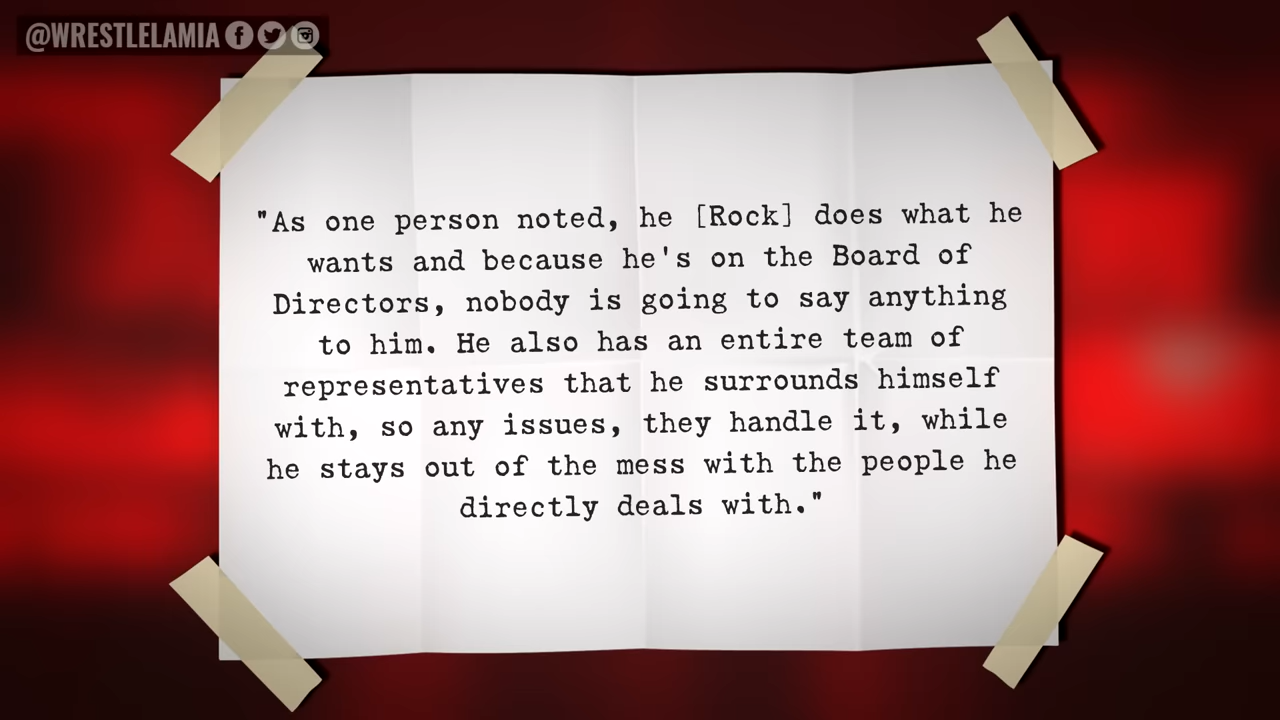 @WRESTLELAMIA
"As one person noted, he [Rock] does what he
wants and because he's on the Board of
Directors, nobody is going to say anything
to him. He also has an entire team of
representatives that he surrounds himself
with, so any issues, they handle it, while
he stays out of the mess with the people he
directly deals with."